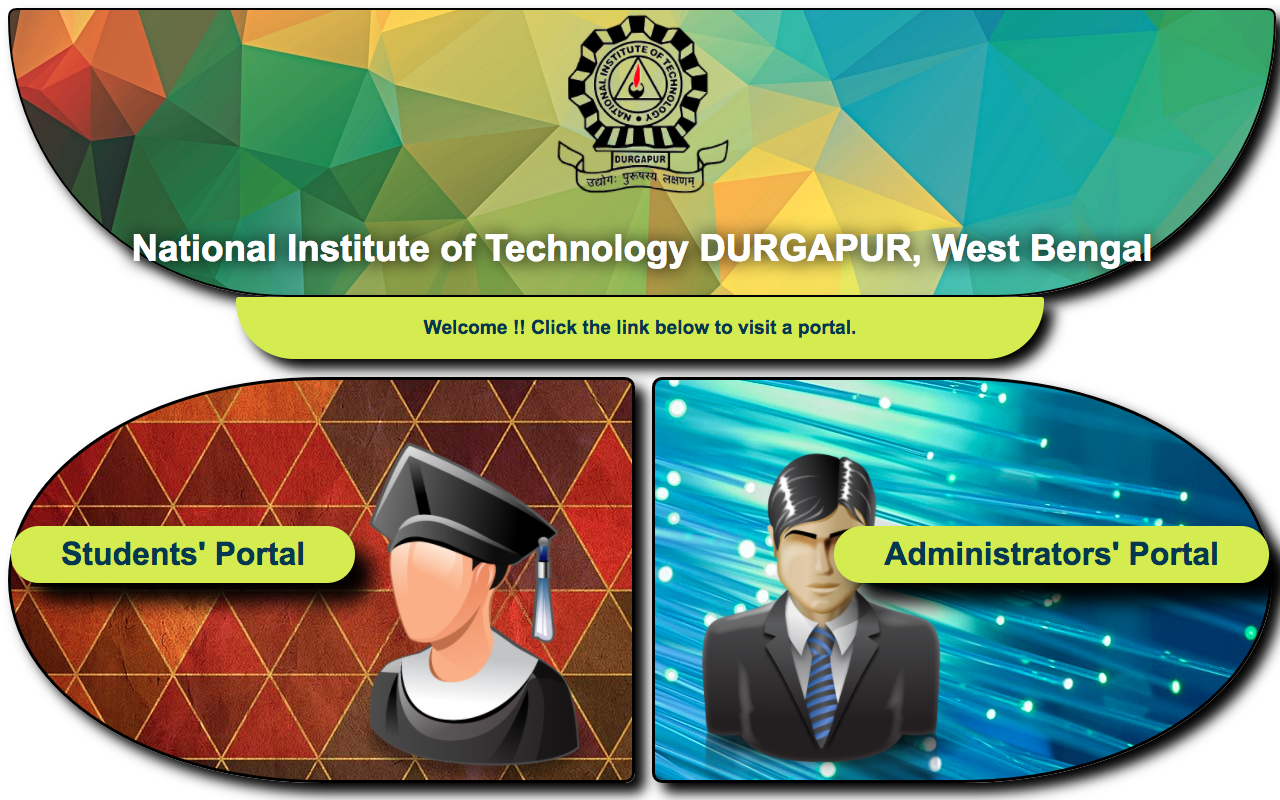 NATIONAL INSTITUTE OF TECHNOLOGY
DURGAPUR
उद्योगः पुरूषस्य लक्षणम्
National Institute of Technology DURGAPUR, West Bengal
Welcome !! Click the link below to visit a portal.
Students' Portal
Administrators' Portal